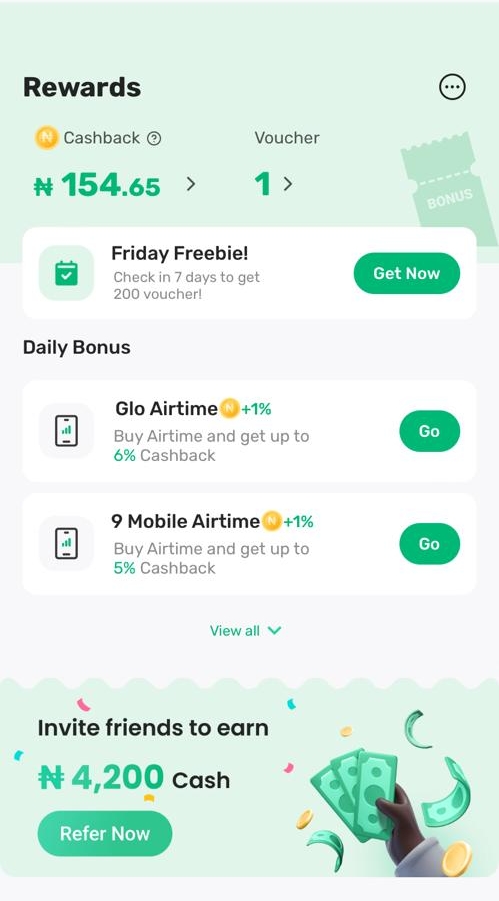 Rewards
Cashback
Voucher
₦ 154.65
1
BONUS
Friday Freebie!
Check in 7 days to get
200 voucher!
Get Now
Daily Bonus
Glo Airtime +1%
Buy Airtime and get up to
6% Cashback
Go
9 Mobile Airtime +1%
Buy Airtime and get up to
5% Cashback
Go
View all
Invite friends to earn
₦ 4,200 Cash
Refer Now